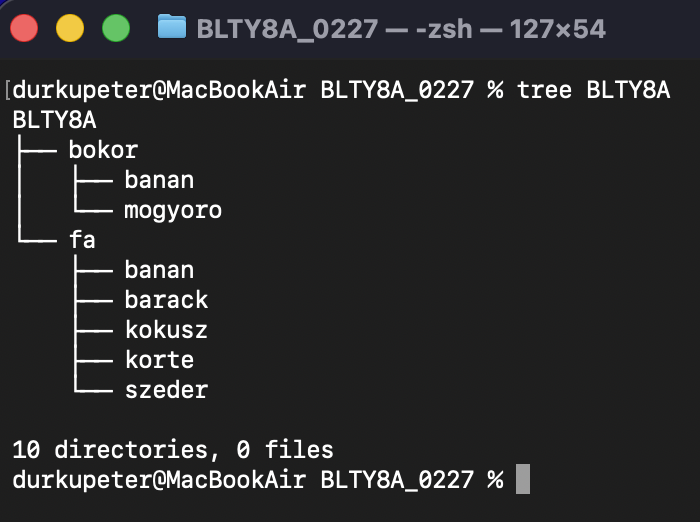 BLTY8A_0227 — -zsh — 127×54
[durkupeter@MacBookAir BLTY8A_0227 % tree BLTY8A
BLTY8A
├── bokor
│   ├── banan
│   └── mogyoro
└── fa
    ├── banan
    ├── barack
    ├── kokusz
    ├── korte
    └── szeder
10 directories, 0 files
durkupeter@MacBookAir BLTY8A_0227 %